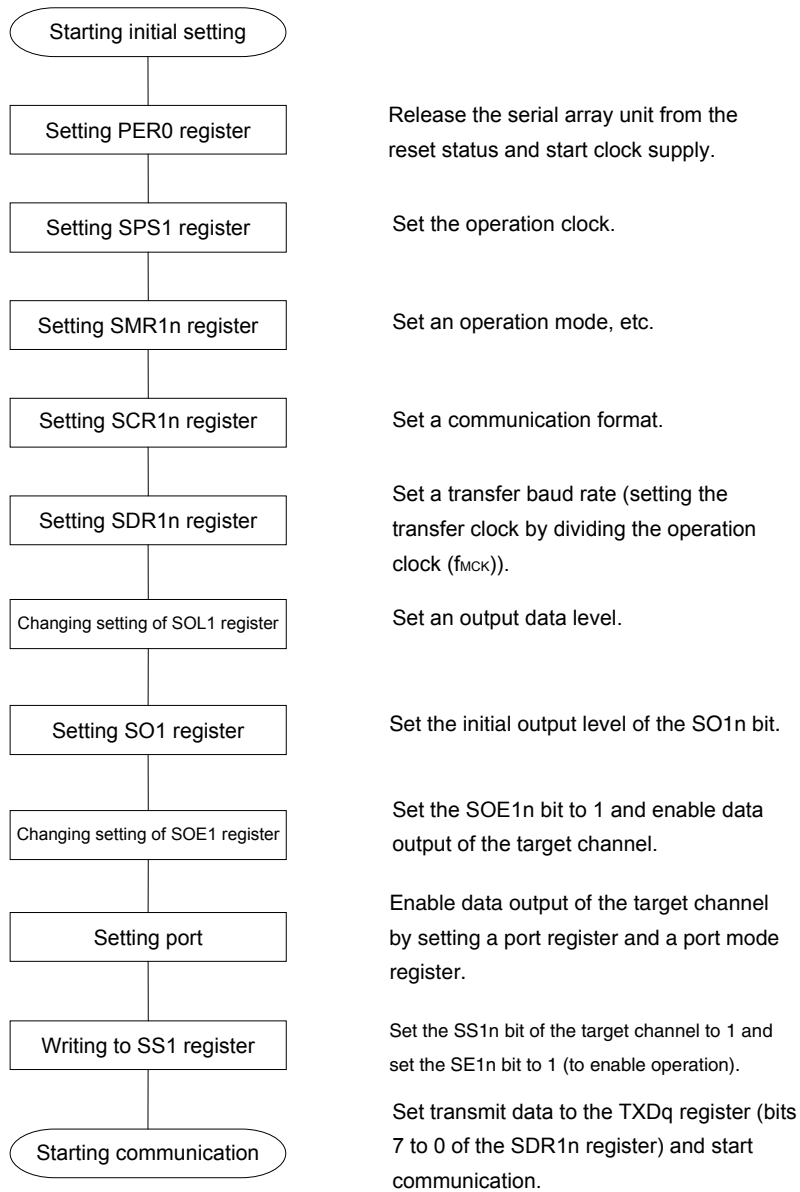 Starting initial setting
Setting PER0 register
Release the serial array unit from the
reset status and start clock supply.
Setting SPS1 register
Set the operation clock.
Setting SMR1n register
Set an operation mode, etc.
Setting SCR1n register
Set a communication format.
Setting SDR1n register
Set a transfer baud rate (setting the
transfer clock by dividing the operation
clock (fMCK)).
Changing setting of SOL1 register
Set an output data level.
Setting SO1 register
Set the initial output level of the SO1n bit.
Changing setting of SOE1 register
Set the SOE1n bit to 1 and enable data
output of the target channel.
Setting port
Enable data output of the target channel
by setting a port register and a port mode
register.
Writing to SS1 register
Set the SS1n bit of the target channel to 1 and
set the SE1n bit to 1 (to enable operation).
Starting communication
Set transmit data to the TXDq register (bits
7 to 0 of the SDR1n register) and start
communication.